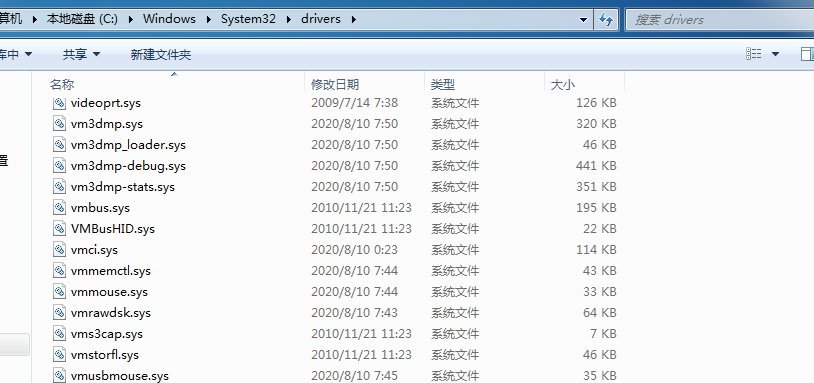 算机 ▸ 本地磁盘 (C:) ▸ Windows ▸ System32 ▸ drivers ▸ 搜索 drivers
库中 共享 新建文件夹
名称 修改日期 类型 大小
videoprt.sys 2009/7/14 7:38 系统文件 126 KB
vm3dmp.sys 2020/8/10 7:50 系统文件 320 KB
vm3dmp_loader.sys 2020/8/10 7:50 系统文件 46 KB
置
vm3dmp-debug.sys 2020/8/10 7:50 系统文件 441 KB
vm3dmp-stats.sys 2020/8/10 7:50 系统文件 351 KB
vmbus.sys 2010/11/21 11:23 系统文件 195 KB
VMBusHID.sys 2010/11/21 11:23 系统文件 22 KB
vmci.sys 2020/8/10 0:23 系统文件 114 KB
vmmemctl.sys 2020/8/10 7:44 系统文件 43 KB
vmmouse.sys 2020/8/10 7:44 系统文件 33 KB
vmrawdsk.sys 2020/8/10 7:43 系统文件 64 KB
vms3cap.sys 2010/11/21 11:23 系统文件 7 KB
vmstorfl.sys 2010/11/21 11:23 系统文件 46 KB
vmusbmouse.sys 2020/8/10 7:45 系统文件 35 KB